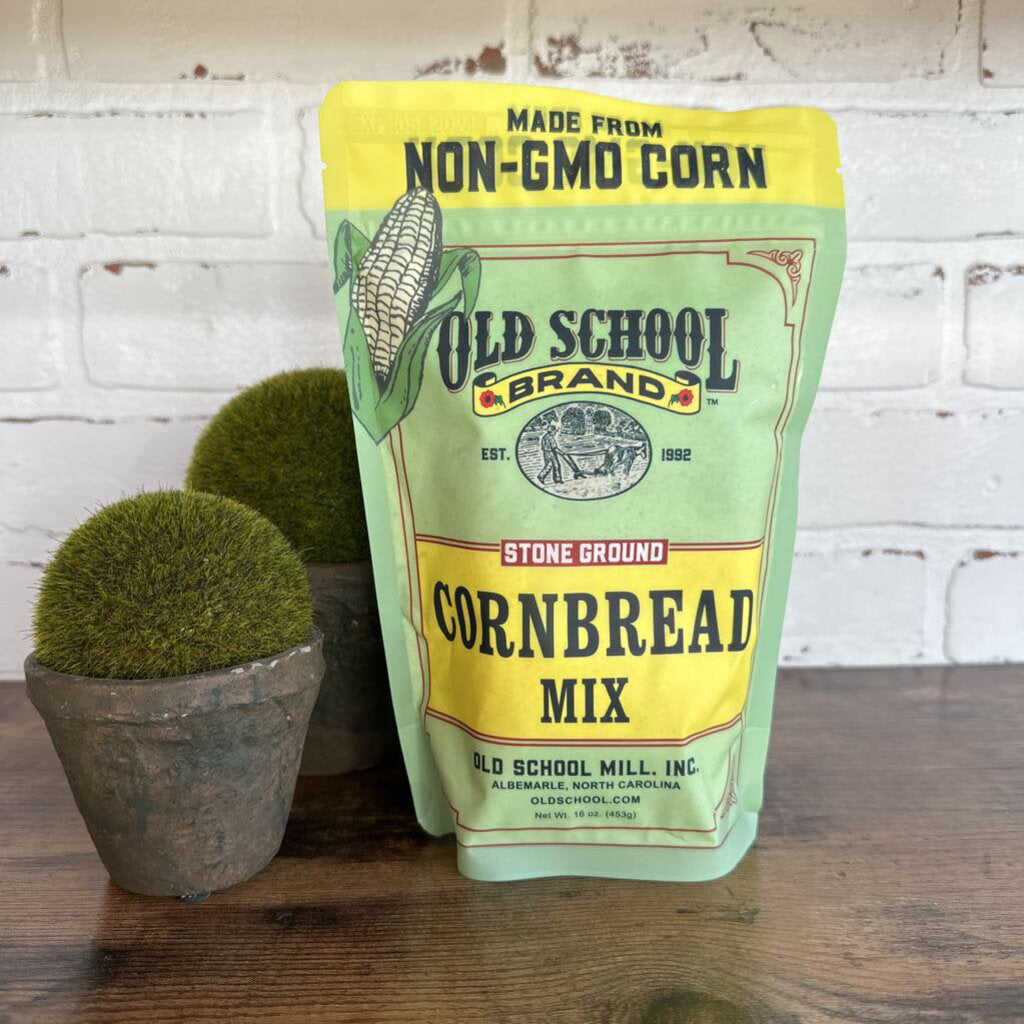 MADE FROM
NON-GMO CORN
OLD SCHOOL
BRAND
TM
EST. 1992
STONE GROUND
CORNBREAD
MIX
OLD SCHOOL MILL. INC.
ALBEMARLE, NORTH CAROLINA
OLDSCHOOL.COM
Net Wt. 16 oz. (453g)